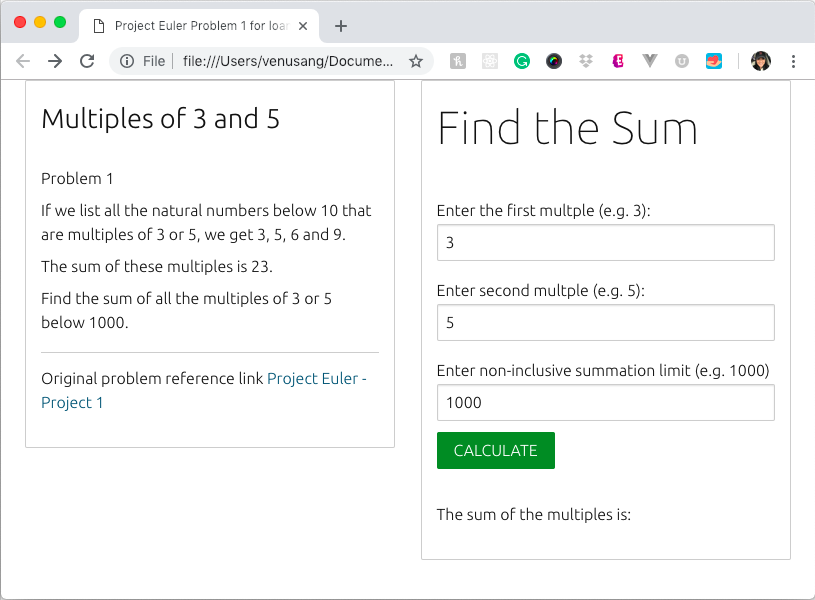 Project Euler Problem 1 for loan
File
file:///Users/venusang/Docume...
Multiples of 3 and 5
Problem 1
If we list all the natural numbers below 10 that
are multiples of 3 or 5, we get 3, 5, 6 and 9.
The sum of these multiples is 23.
Find the sum of all the multiples of 3 or 5
below 1000.
Original problem reference link Project Euler -
Project 1
Find the Sum
Enter the first multple (e.g. 3):
3
Enter second multple (e.g. 5):
5
Enter non-inclusive summation limit (e.g. 1000)
1000
CALCULATE
The sum of the multiples is: